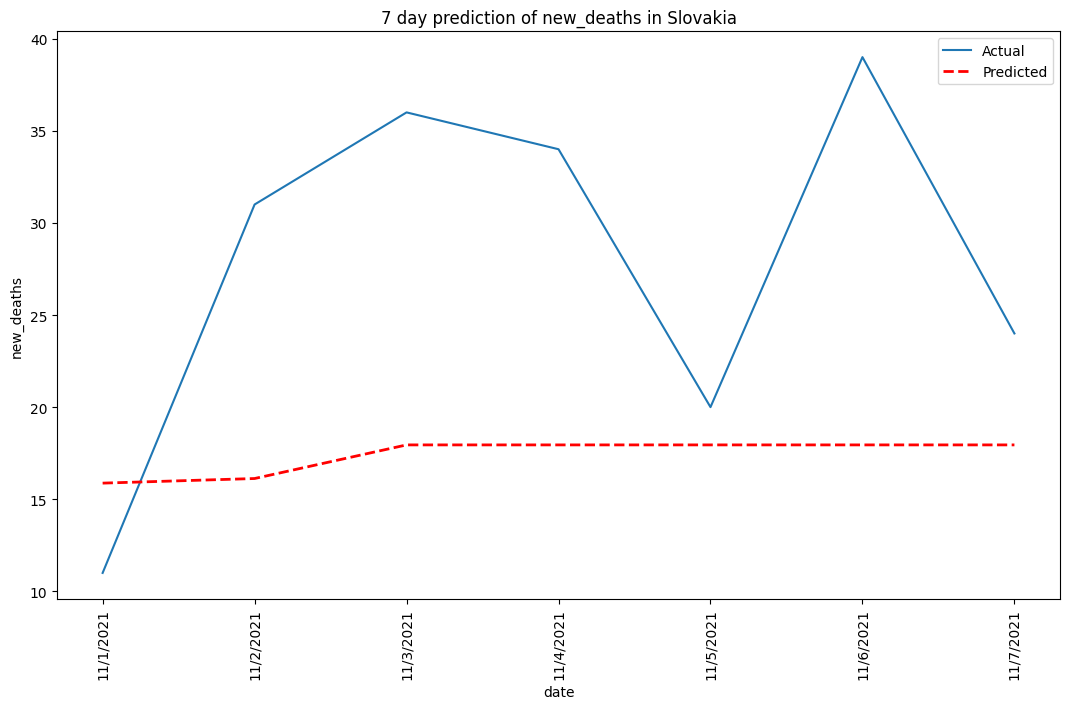 7 day prediction of new_deaths in Slovakia
Actual
Predicted
new_deaths
40
35
30
25
20
15
10
11/1/2021
11/2/2021
11/3/2021
11/4/2021
11/5/2021
11/6/2021
11/7/2021
date